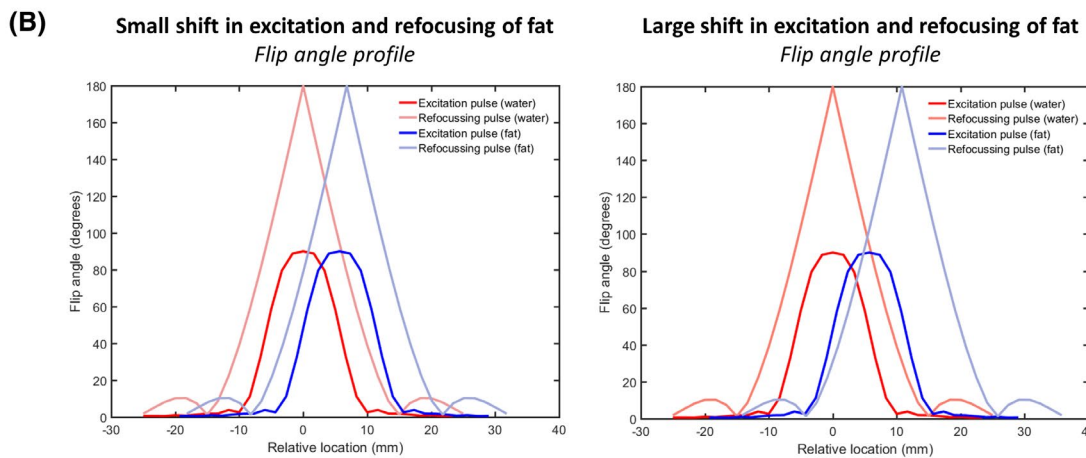 (B)
Small shift in excitation and refocusing of fat
Flip angle profile
180
160
140
120
100
80
60
40
20
0
Flip angle (degrees)
-30
-20
-10
0
10
20
30
40
Relative location (mm)
Excitation pulse (water)
Refocussing pulse (water)
Excitation pulse (fat)
Refocussing pulse (fat)
Large shift in excitation and refocusing of fat
Flip angle profile
180
160
140
120
100
80
60
40
20
0
Flip angle (degrees)
-30
-20
-10
0
10
20
30
Relative location (mm)
Excitation pulse (water)
Refocussing pulse (water)
Excitation pulse (fat)
Refocussing pulse (fat)